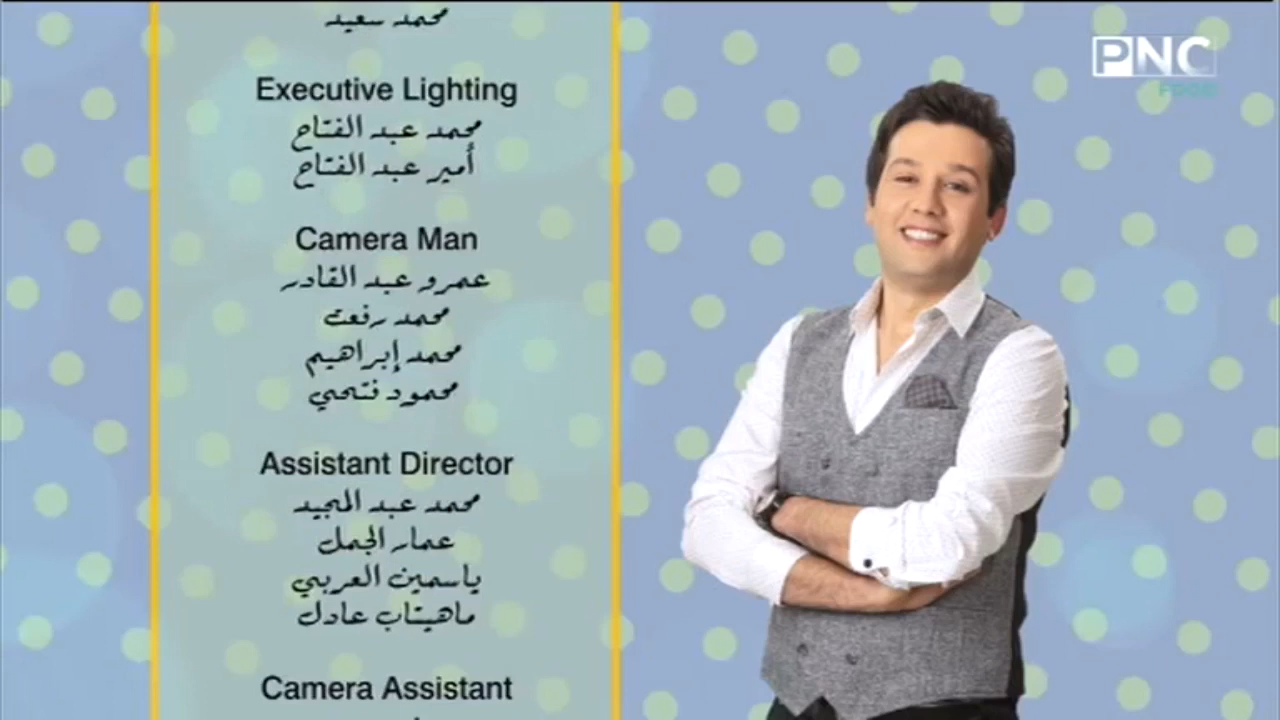 محمد سعيد
PNC
FOOD
Executive Lighting
محمد عبد الفتاح
أمير عبد الفتاح
Camera Man
عمرو عبد القادر
محمد رفعت
محمد إبراهيم
محمود فتحي
Assistant Director
محمد عبد المجيد
عمار الجمل
ياسمين العربي
ماهيتاب عادل
Camera Assistant